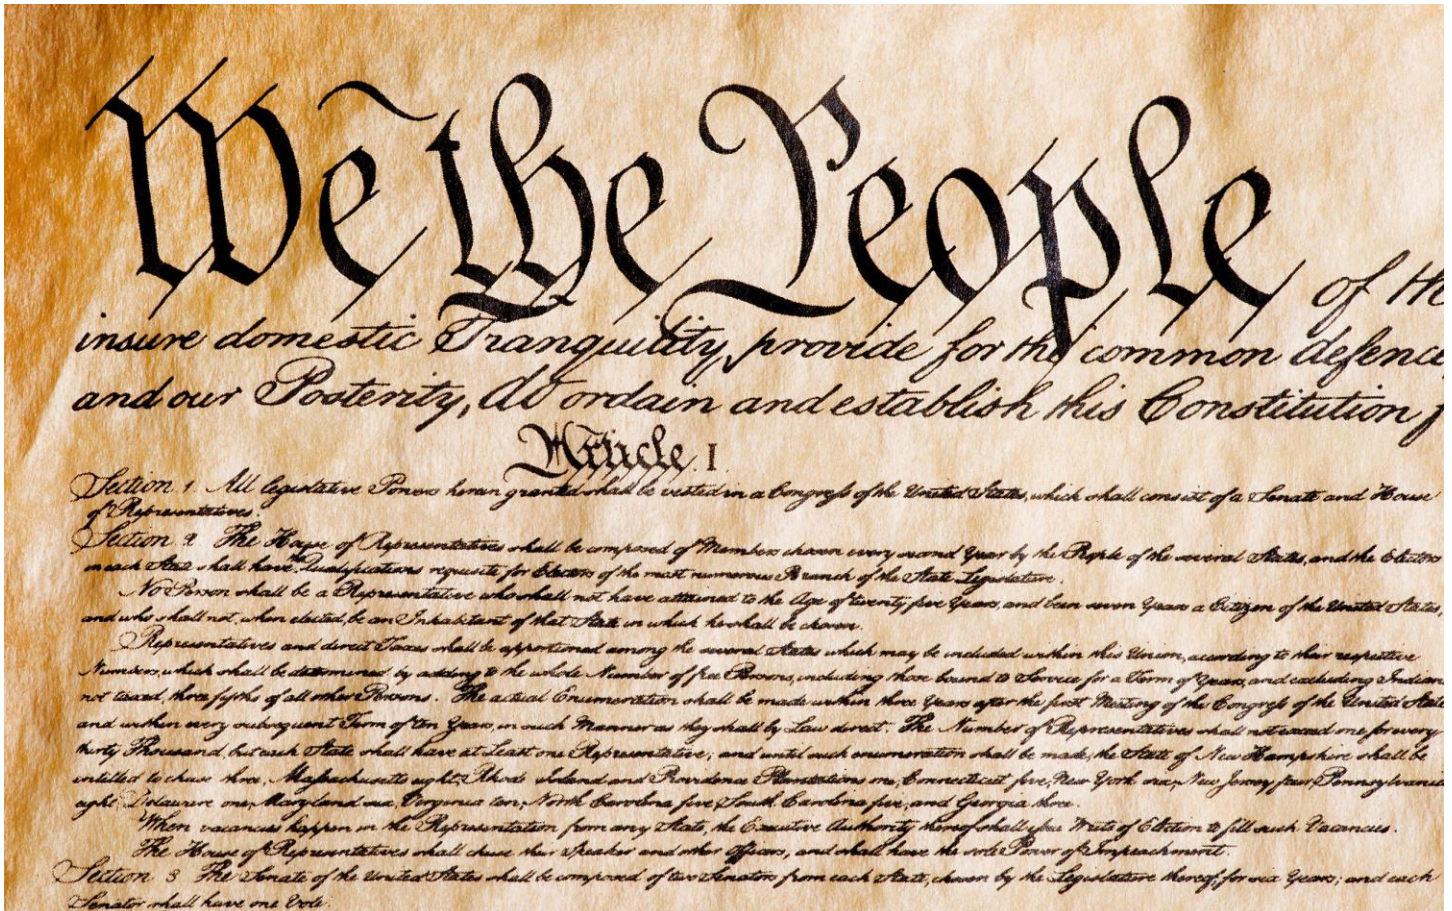 We the People of the
insure domestic Tranquility, provide for the common defence,
and our Posterity, do ordain and establish this Constitution f
Article. I.
Section. 1. All legislative Powers herein granted shall be vested in a Congress of the United States, which shall consist of a Senate and House
of Representatives.
Section. 2. The House of Representatives shall be composed of Members chosen every second Year by the People of the several States, and the Electors
in each State shall have the Qualifications requisite for Electors of the most numerous Branch of the State Legislature.
No Person shall be a Representative who shall not have attained to the Age of twenty five Years, and been seven Years a Citizen of the United States,
and who shall not, when elected, be an Inhabitant of that State in which he shall be chosen.
Representatives and direct Taxes shall be apportioned among the several States which may be included within this Union, according to their respective
Numbers, which shall be determined by adding to the whole Number of free Persons, including those bound to Service for a Term of Years, and excluding Indians
not taxed, three fifths of all other Persons. The actual Enumeration shall be made within three Years after the first Meeting of the Congress of the United State
and within every subsequent Term of ten Years, in such Manner as they shall by Law direct. The Number of Representatives shall not exceed one for every
thirty Thousand, but each State shall have at Least one Representative; and until such enumeration shall be made, the State of New Hampshire shall be
entitled to chuse three, Massachusetts eight, Rhode Island and Providence Plantations one, Connecticut five, New York six, New Jersey four, Pennsylvania
eight, Delaware one, Maryland six, Virginia ten, North Carolina five, South Carolina five, and Georgia three.
When vacancies happen in the Representation from any State, the Executive Authority thereof shall issue Writs of Election to fill such Vacancies.
The House of Representatives shall chuse their Speaker and other Officers; and shall have the sole Power of Impeachment.
Section. 3. The Senate of the United States shall be composed of two Senators from each State, chosen by the Legislature thereof, for six Years; and each
Senator shall have one Vote.